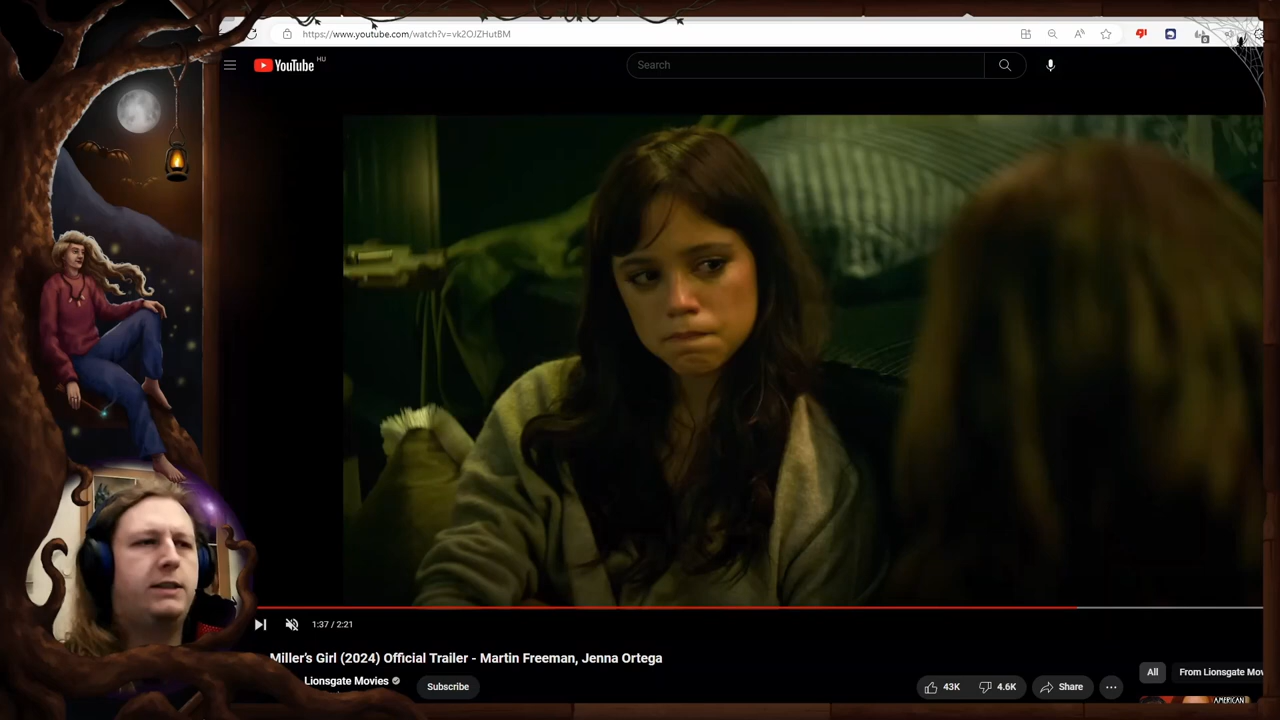 https://www.youtube.com/watch?v=vk2OJZHutBM
YouTube HU
Search
1:37 / 2:21
Miller's Girl (2024) Official Trailer - Martin Freeman, Jenna Ortega
Lionsgate Movies
Subscribe
43K
4.6K
Share
All
From Lionsgate Mov
AMERICAN